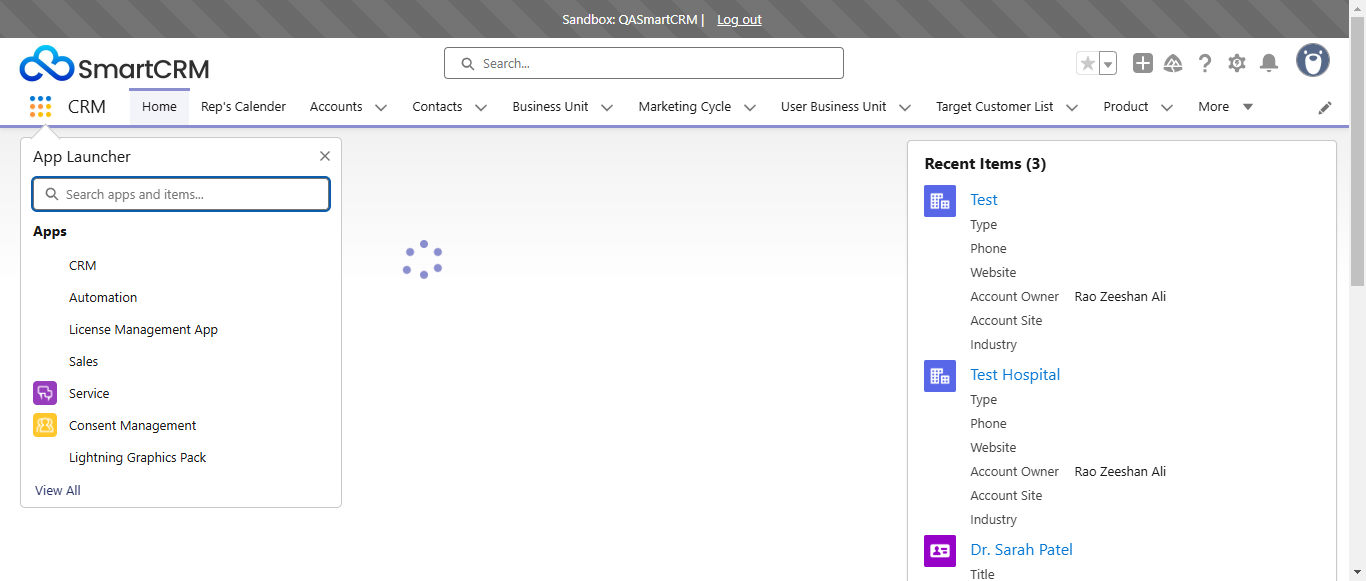 Sandbox: QASmartCRM | Log out
SmartCRM
Search...
CRM Home Rep's Calender Accounts Contacts Business Unit Marketing Cycle User Business Unit Target Customer List Product More
App Launcher
Search apps and items...
Apps
CRM
Automation
License Management App
Sales
Service
Consent Management
Lightning Graphics Pack
View All
Recent Items (3)
Test
Type
Phone
Website
Account Owner Rao Zeeshan Ali
Account Site
Industry
Test Hospital
Type
Phone
Website
Account Owner Rao Zeeshan Ali
Account Site
Industry
Dr. Sarah Patel
Title